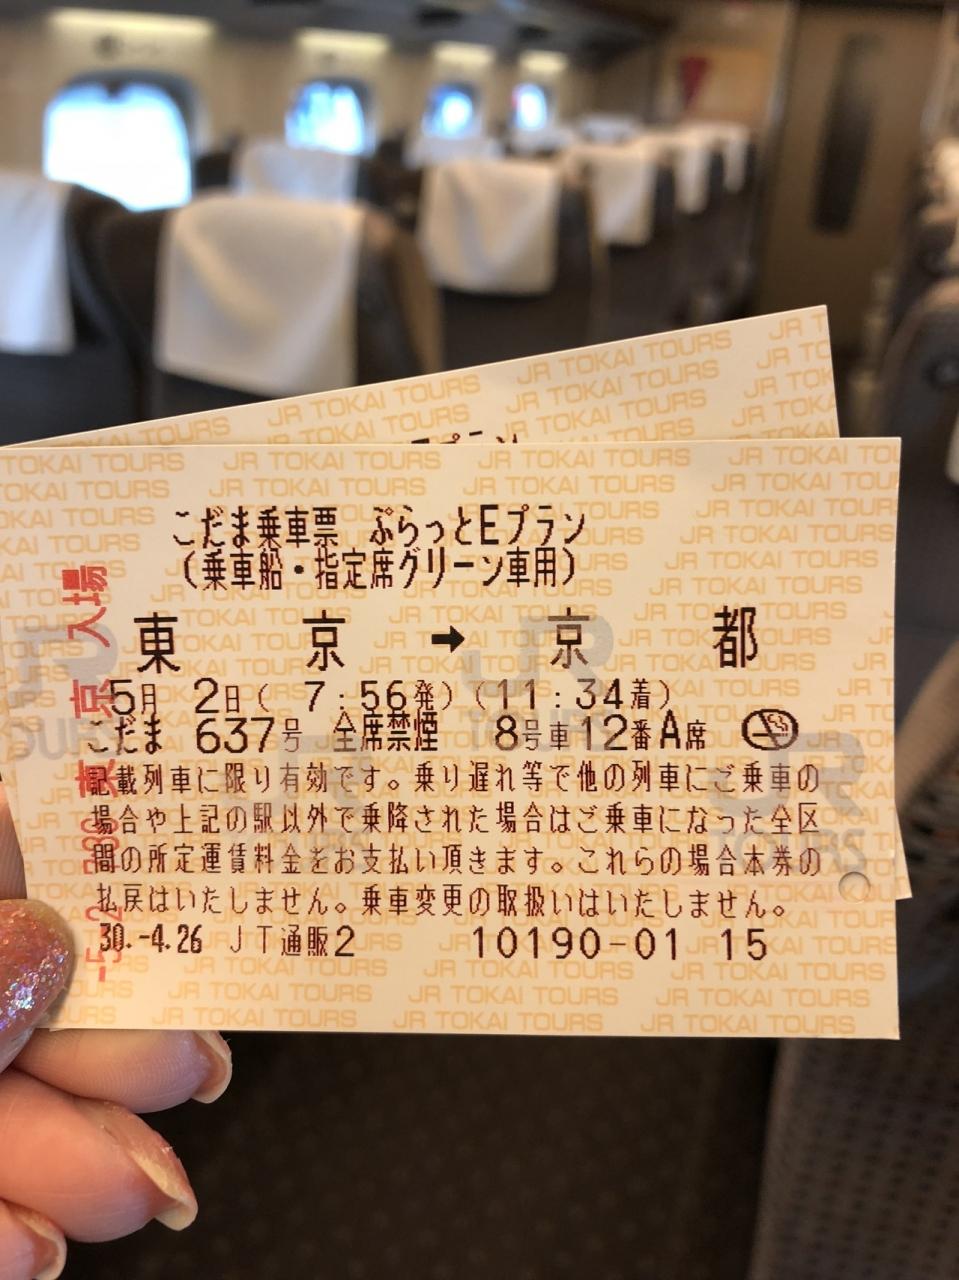 こだま乗車票 ぷらっとEプラン
(乗車船・指定席グリーン車用)
東京→京都
5月 2日( 7:56発)(11:34着)
こだま 637号 全席禁煙 8号車12番A席
記載列車に限り有効です。乗り遅れ等で他の列車にご乗車の
場合や上記の駅以外で乗降された場合はご乗車になった全区
間の所定運賃料金をお支払い頂きます。これらの場合本券の
払戻はいたしません。乗車変更の取扱いはいたしません。
30.-4.26 JT通販2 10190-01 15
東京 入場
JR TOKAI TOURS